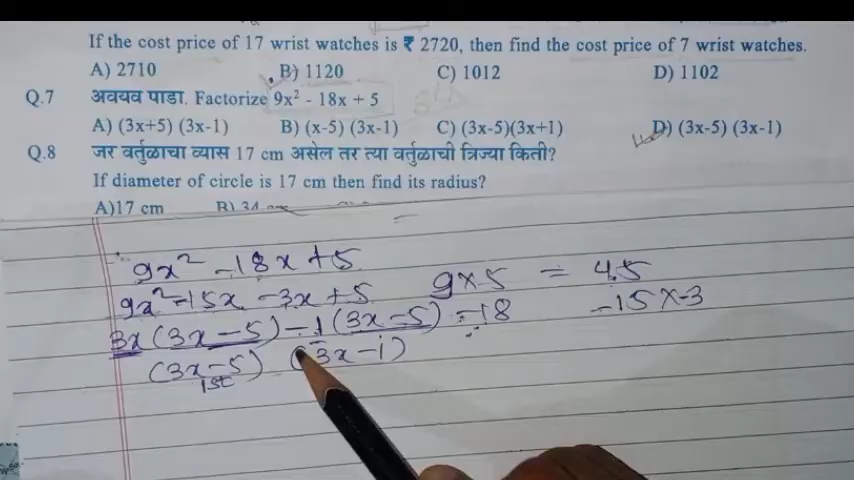 If the cost price of 17 wrist watches is ₹ 2720, then find the cost price of 7 wrist watches.
A) 2710 B) 1120 C) 1012 D) 1102
Q.7 अवयव पाडा. Factorize 9x² - 18x + 5
A) (3x+5) (3x-1) B) (x-5) (3x-1) C) (3x-5)(3x+1) D) (3x-5) (3x-1)
Q.8 जर वर्तुळाचा व्यास 17 cm असेल तर त्या वर्तुळाची त्रिज्या किती?
If diameter of circle is 17 cm then find its radius?
A)17 cm B) 34
9x² - 18x + 5
9x² - 15x - 3x + 5 9 x 5 = 45
3x (3x - 5) - 1 (3x - 5) = -18 -15 x -3
(3x - 5) (3x - 1)
1st